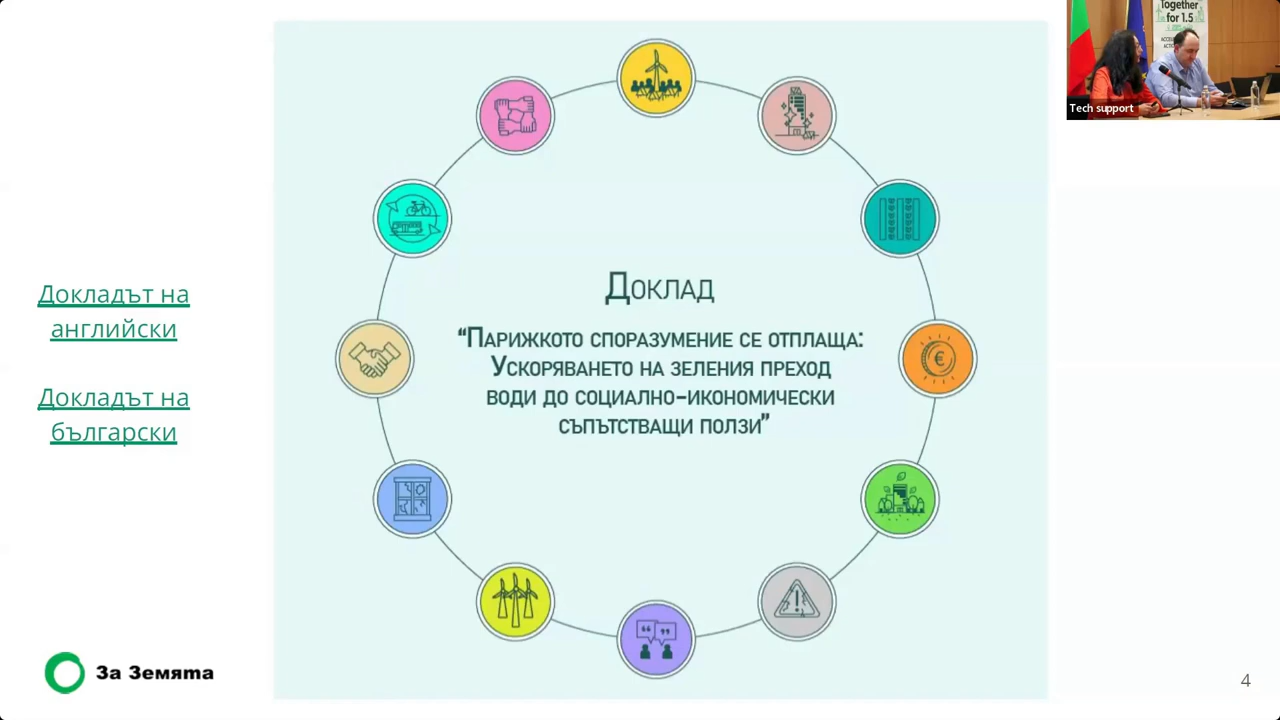 Докладът на
английски
Докладът на
български
Доклад
“Парижкото споразумение се отплаща:
Ускоряването на зеления преход
води до социално-икономически
съпътстващи ползи”
За Земята
4
Together
for 1.5
Tech support